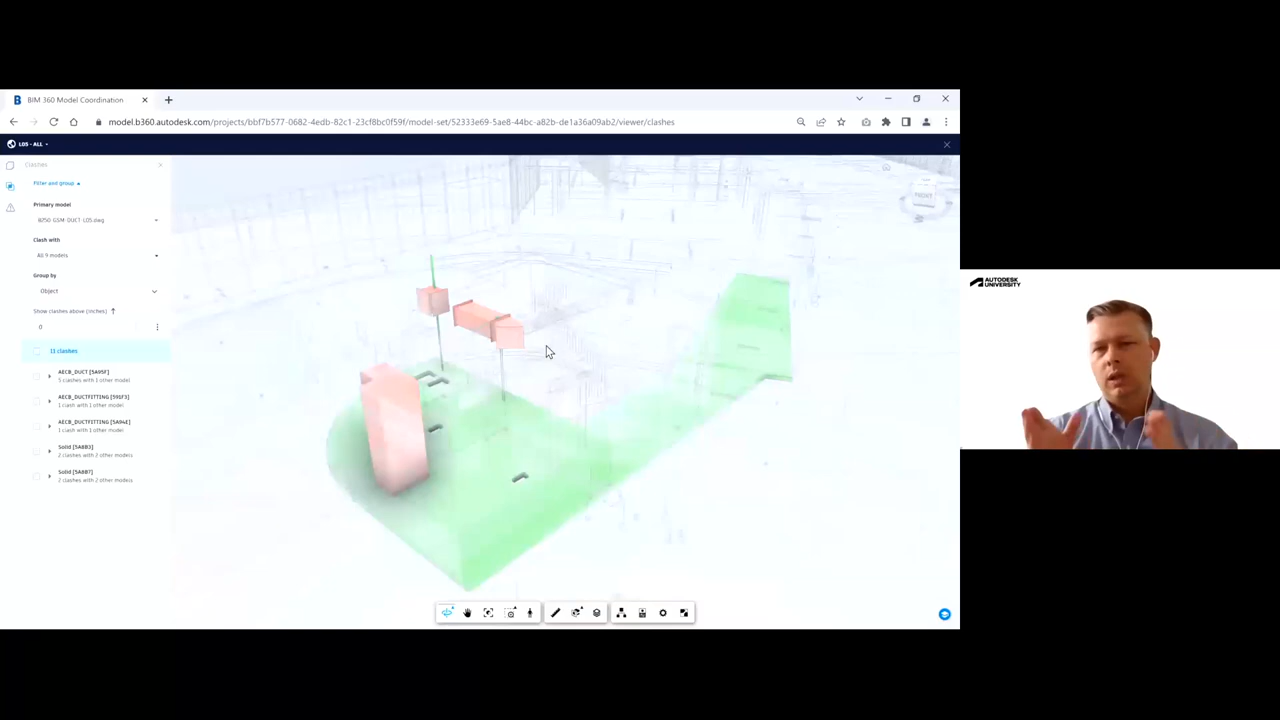 BIM 360 Model Coordination
model.b360.autodesk.com/projects/bbf7b577-0682-4edb-82c1-23cf8bc0f59f/model-set/52333e69-5ae8-44bc-a82b-de1a36a09ab2/viewer/clashes
L05 - ALL
Clashes
Filter and group
Primary model
B250_GSM_DUCT-L05.dwg
Clash with
All 9 models
Group by
Object
Show clashes above (inches)
0
11 clashes
AECB_DUCT [5A95F]
5 clashes with 1 other model
AECB_DUCTFITTING [591F3]
1 clash with 1 other model
AECB_DUCTFITTING [5A94E]
1 clash with 1 other model
Solid [5A8B3]
2 clashes with 2 other models
Solid [5A8B7]
2 clashes with 2 other models
FRONT
AUTODESK
UNIVERSITY